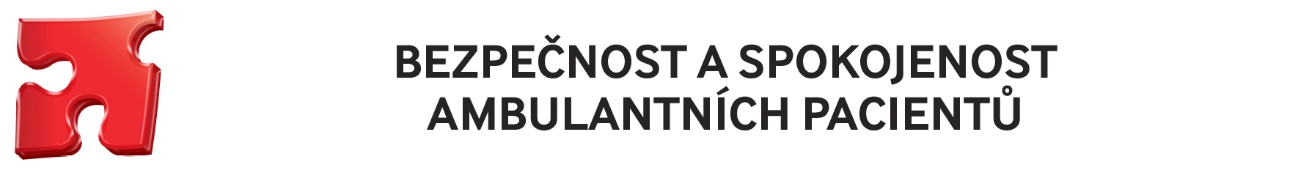 BEZPEČNOST A SPOKOJENOST
AMBULANTNÍCH PACIENTŮ